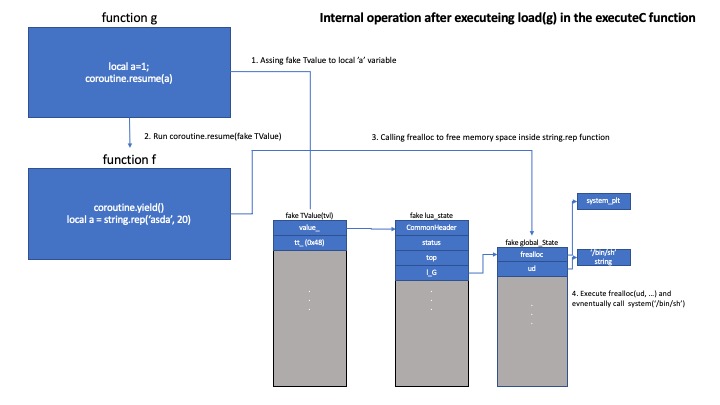 function g
Internal operation after executeing load(g) in the executeC function
local a=1;
coroutine.resume(a)
1. Assing fake Tvalue to local 'a' variable
2. Run coroutine.resume(fake TValue)
3. Calling frealloc to free memory space inside string.rep function
function f
coroutine.yield()
local a = string.rep('asda', 20)
fake TValue(tvl)
value_
tt_ (0x48)
.
.
.
fake lua_state
CommonHeader
status
top
l_G
.
.
.
fake global_State
frealloc
ud
.
.
.
system_plt
'/bin/sh'
string
4. Execute frealloc(ud, ...) and
evnentually call system('/bin/sh')